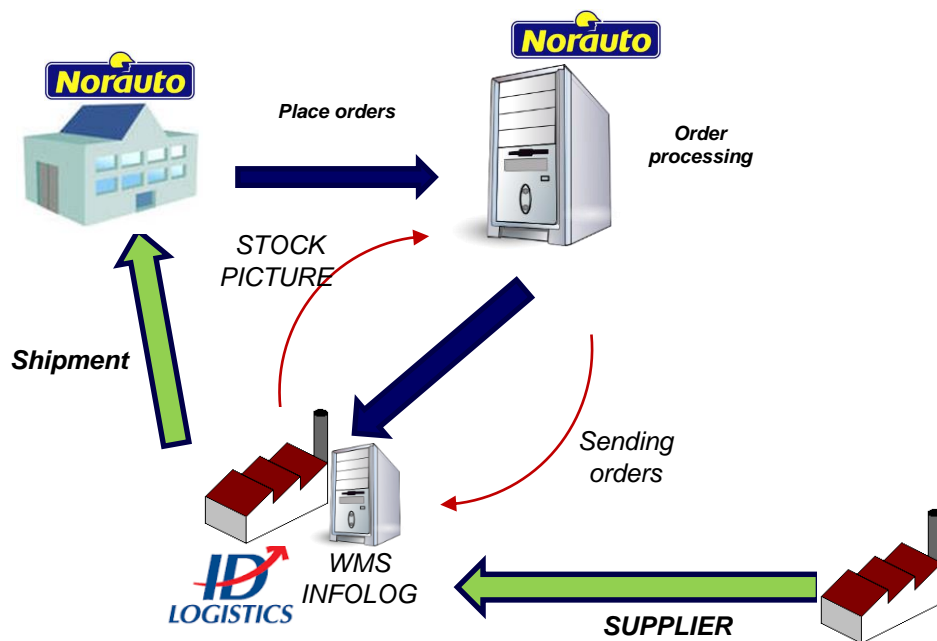 Norauto
Norauto
Place orders
Order
processing
STOCK
PICTURE
Shipment
Sending
orders
ID
LOGISTICS
WMS
INFOLOG
SUPPLIER